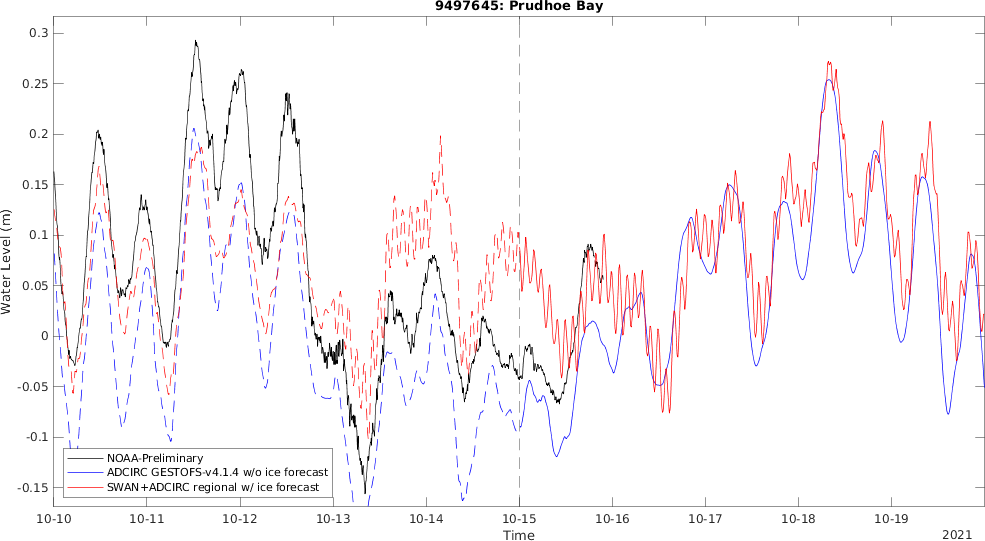 9497645: Prudhoe Bay
Water Level (m)
0.3
0.25
0.2
0.15
0.1
0.05
0
-0.05
-0.1
-0.15
NOAA-Preliminary
ADCIRC GESTOFS-v4.1.4 w/o ice forecast
SWAN+ADCIRC regional w/ ice forecast
10-10 10-11 10-12 10-13 10-14 10-15 10-16 10-17 10-18 10-19
Time
2021